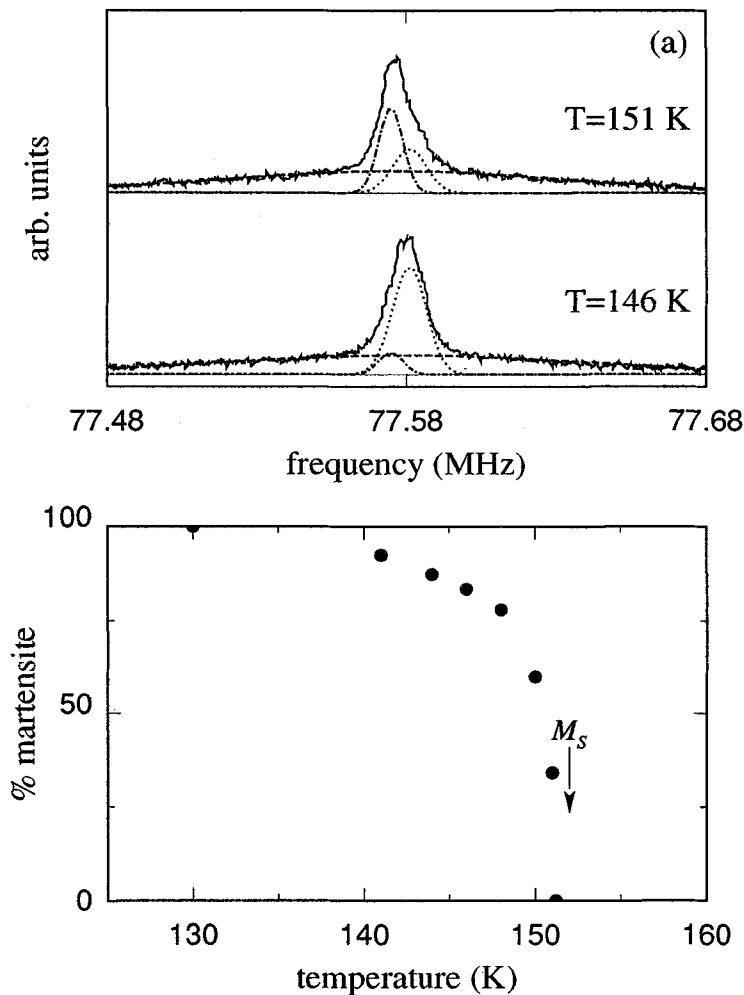 (a)
T=151 K
arb. units
T=146 K
77.48 77.58 77.68
frequency (MHz)
100
50
0
% martensite
Ms
130 140 150 160
temperature (K)